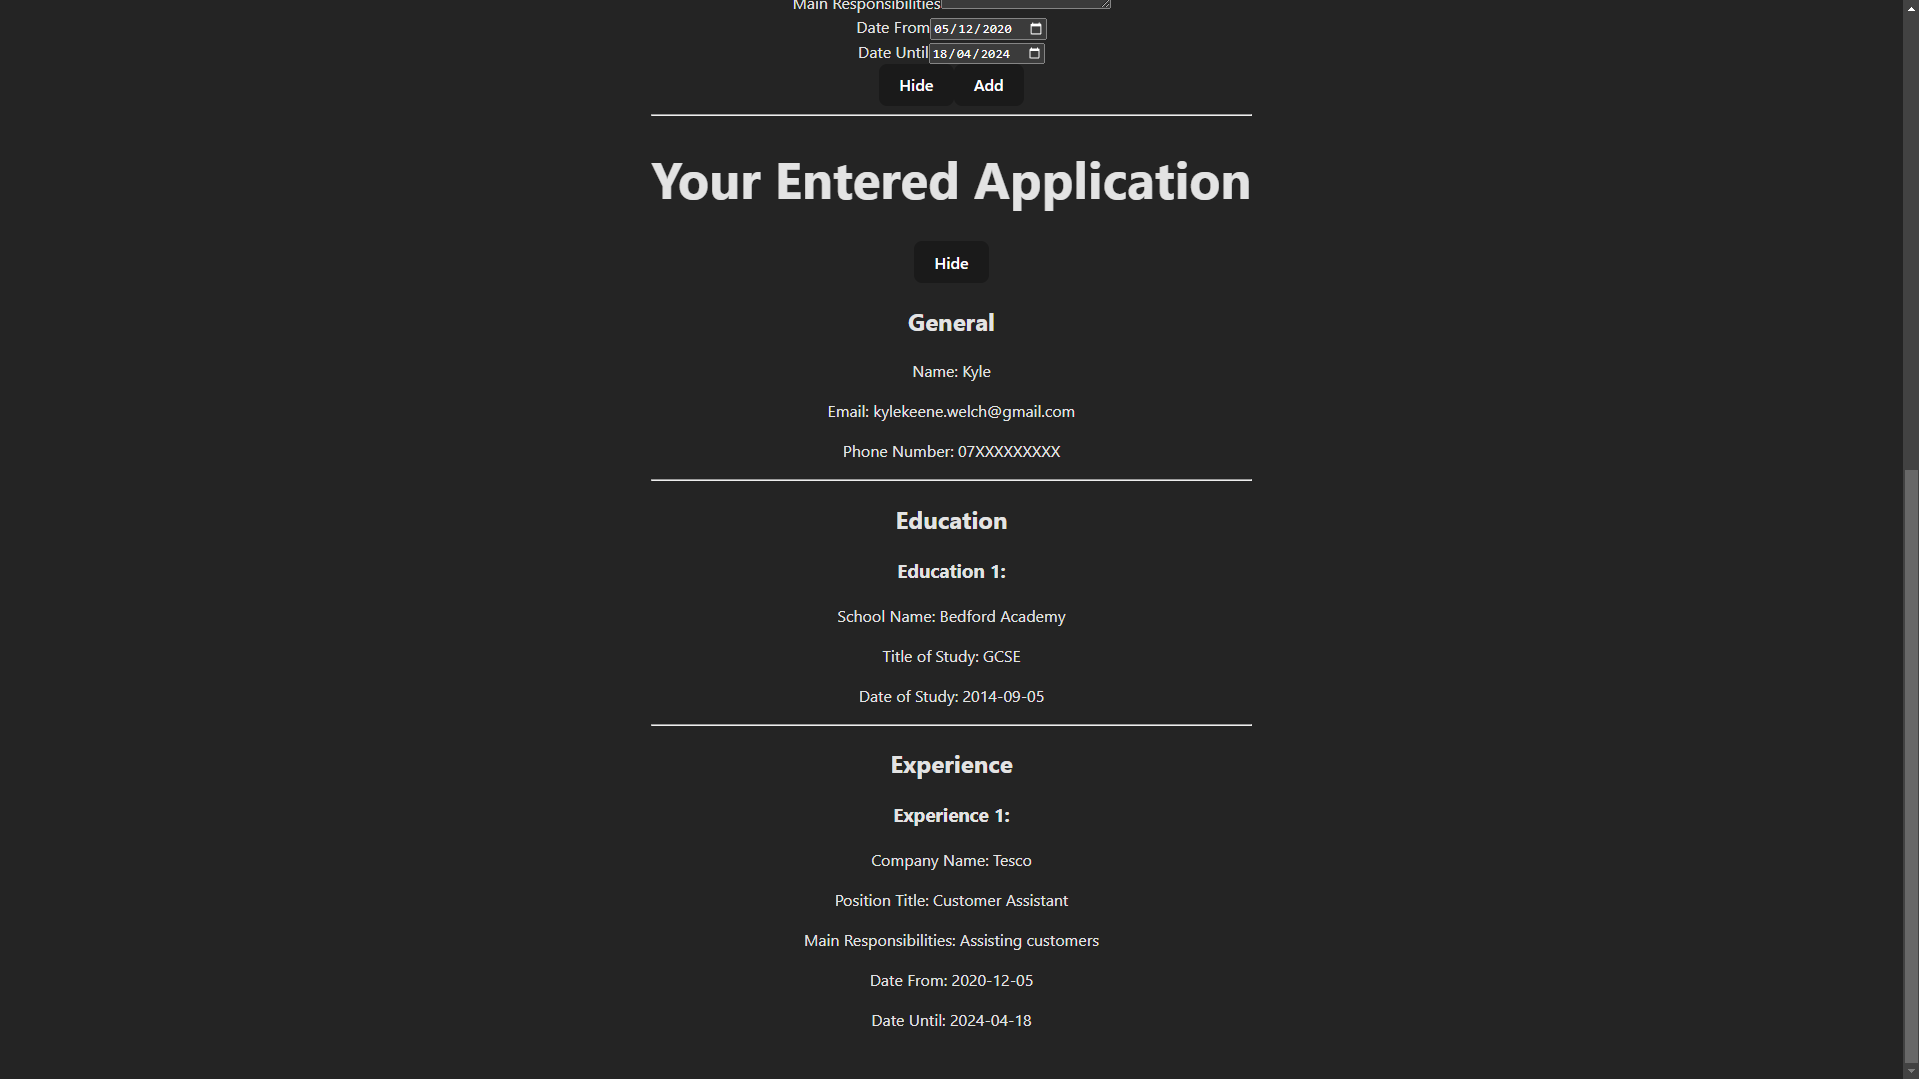 Main Responsibilities
Date From 05/12/2020
Date Until 18/04/2024
Hide Add
Your Entered Application
Hide
General
Name: Kyle
Email: kylekeene.welch@gmail.com
Phone Number: 07XXXXXXXXX
Education
Education 1:
School Name: Bedford Academy
Title of Study: GCSE
Date of Study: 2014-09-05
Experience
Experience 1:
Company Name: Tesco
Position Title: Customer Assistant
Main Responsibilities: Assisting customers
Date From: 2020-12-05
Date Until: 2024-04-18